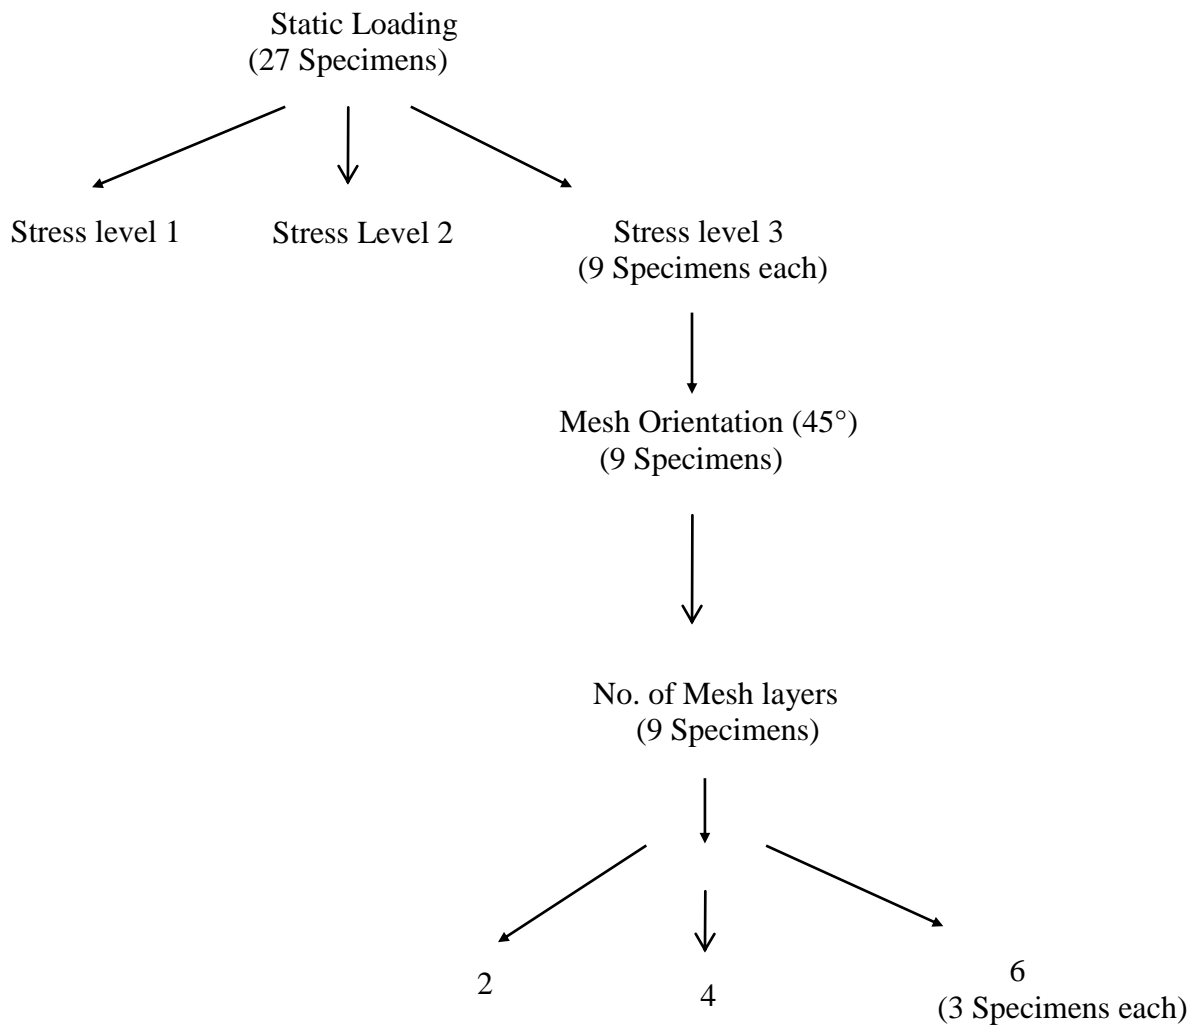 Static Loading
(27 Specimens)
Stress level 1
Stress Level 2
Stress level 3
(9 Specimens each)
Mesh Orientation (45°)
(9 Specimens)
No. of Mesh layers
(9 Specimens)
2
4
6
(3 Specimens each)